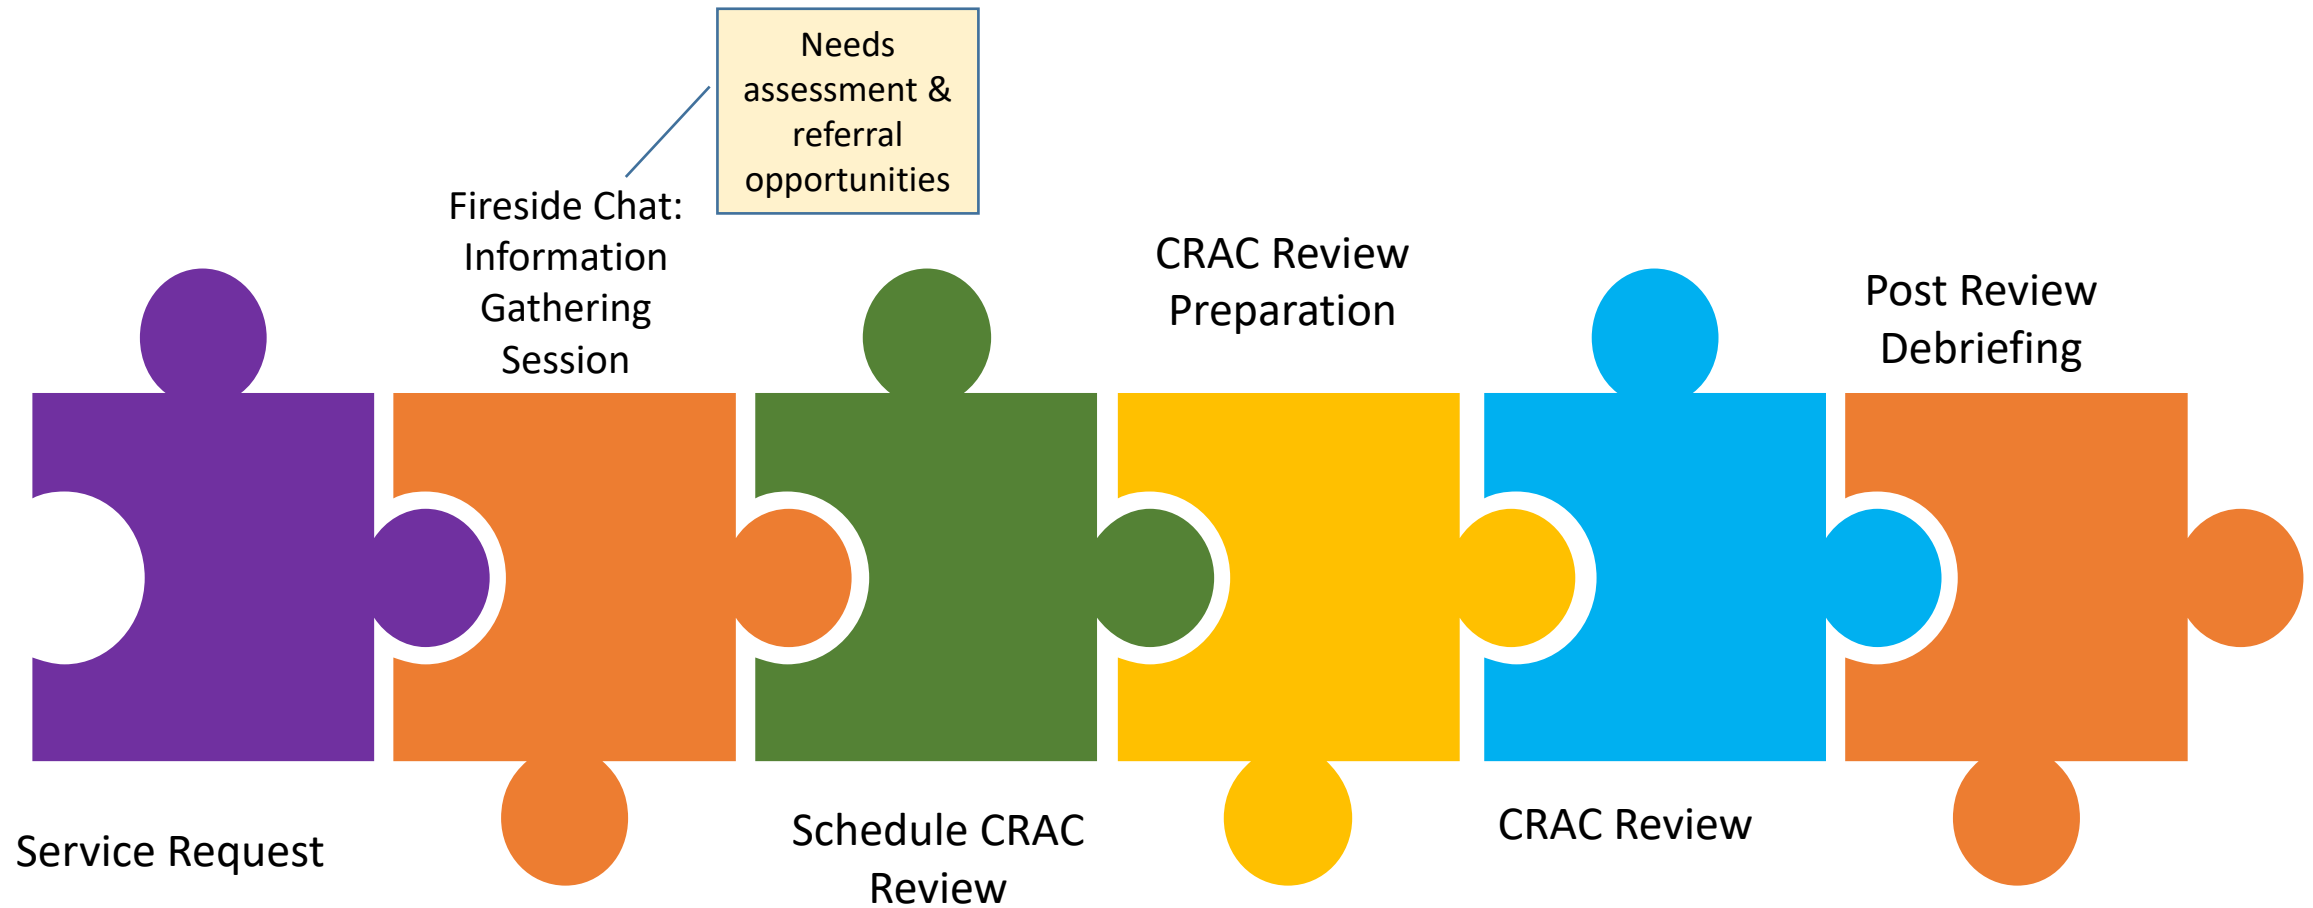 Needs
assessment &
referral
opportunities
Fireside Chat:
Information
Gathering
Session
CRAC Review
Preparation
Post Review
Debriefing
Service Request
Schedule CRAC
Review
CRAC Review